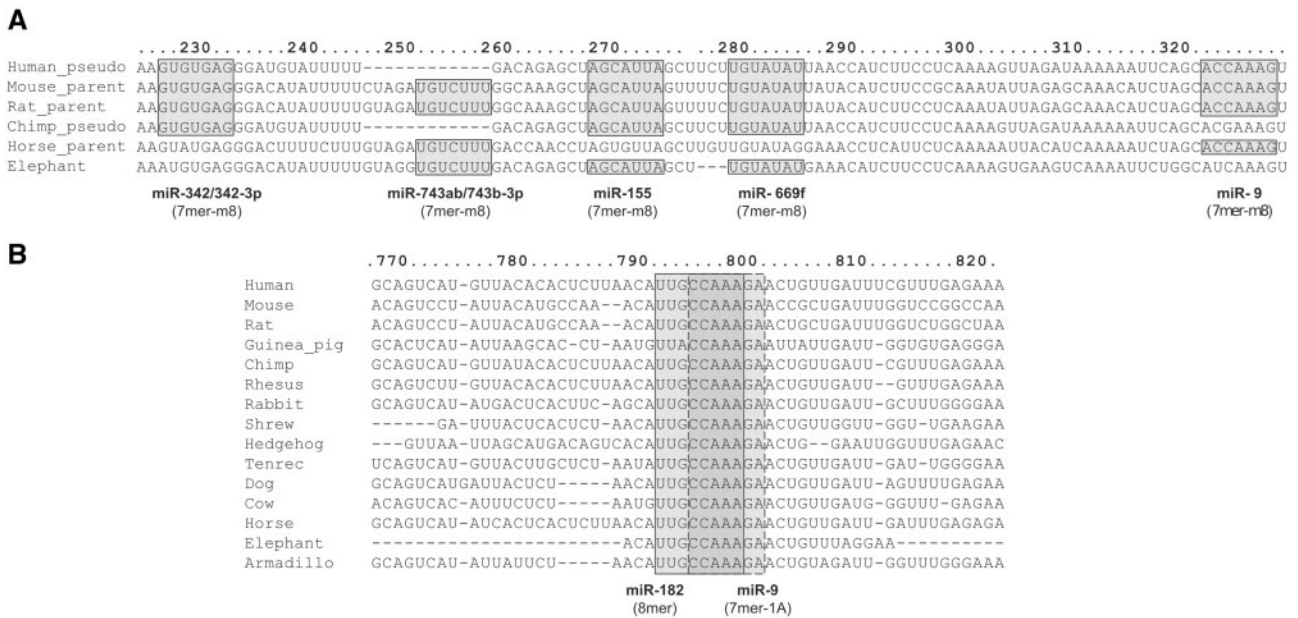 A
....230.......240.......250.......260.......270.......280.......290.......300.......310.......320........
Human_pseudo AAGUGUGAGGGAUGUAUUUUU------------GACAGAGCUAGCAUUAGCUUCUUGUAUAUUAACCAUCUUCCUCAAAAGUUAGAUAAAAAAUUCAGCACCAAAGU
Mouse_parent AAGUGUGAGGGACAUAUUUUUCUAGAUGUCUUUGGCAAAGCUAGCAUUAGUUUUCUGUAUAUUAUACAUCUUCCGCAAAUAUUAGAGCAAACAUCUAGCACCAAAGU
Rat_parent AAGUGUGAGGGACAUAUUUUUGUAGAUGUCUUUGGCAAAGCUAGCAUUAGUUUUCUGUAUAUUAUACAUCUUCCGCAAAUAUUAGAGCAAACAUCUAGCACCAAAGU
Chimp_pseudo AAGUGUGAGGGAUGUAUUUUU------------GACAGAGCUAGCAUUAGCUUCUUGUAUAUUAACCAUCUUCCUCAAAAGUUAGAUAAAAAAUUCAGCACGAAAGU
Horse_parent AAGUAUGAGGGACUUUCUUUUGUAGAUGUCUUUGACCAACCUAGUGUUAGCUUGUUGUAUAGGAAACCUCAUUCUCAAAAAUUACAUCAAAAAUCUAGCACCAAAGU
Elephant AAAUGUGAGGGACAUAUUUUUGUAGGUGUCUUUGACAGAGCUAGCAUUAGCU---UGUAUAUGAAACAUCUUCCUCAAAAGUGAAGUCAAAAUUCUGGCAUCAAAGU
miR-342/342-3p miR-743ab/743b-3p miR-155 miR- 669f miR- 9
(7mer-m8) (7mer-m8) (7mer-m8) (7mer-m8) (7mer-m8)
B
.770.......780.......790.......800.......810.......820.
Human GCAGUCAU-GUUACACACUCUUAACAUUGCCAAAGAACUGUUGAUUUCGUUUGAGAAA
Mouse ACAGUCCU-AUUACAUGCCAA--ACAUUGCCAAAGAACCGCUGAUUUGGUCCGGCCAA
Rat ACAGUCCU-AUUACAUGCCAA--ACAUUGCCAAAGAACUGCUGAUUUGGUCUGGCUAA
Guinea_pig GCACUCAU-AUUAAGCAC-CU-AAUGUUACCAAAGAAUUAUUGAUU-GGUGUGAGGGA
Chimp GCAGUCAU-GUUAUACACUCUUAACAUUGCCAAAGAACUGUUGAUU-CGUUUGAGAAA
Rhesus GCAGUCUU-GUUACACACUCUUAACAUUGCCAAAGAACUGUUGAUU--GUUUGAGAAA
Rabbit GCAGUCAU-AUGACUCACUUC-AGCAUUGCCAAAGAACUGUUGAUU-GCUUUGGGGAA
Shrew ------GA-UUUACUCACUCU-AACAUUGCCAAAGAACUGUUGGUU-GGU-UGAAGAA
Hedgehog ---GUUAA-UUAGCAUGACAGUCACAUUGCCAAAGAACUG--GAAUUGGUUUGAGAAC
Tenrec UCAGUCAU-GUUACUUGCUCU-AAUAUUGCCAAAGAACUGUUGAUU-GAU-UGGGGAA
Dog GCAGUCAUGAUUACUCU-----AACAUUGCCAAAGAACUGUUGAUU-AGUUUUGAGAA
Cow ACAGUCAC-AUUUCUCU-----AAUGUUGCCAAAGAACUGUUGAUG-GGUUU-GAGAA
Horse GCAGUCAU-AUCACUCACUCUUAACAUUGCCAAAGAACUGUUGAUU-GAUUUGAGAGA
Elephant -----------------------ACAUUGCCAAAGAACUGUUUAGGAA----------
Armadillo GCAGUCAU-AUUAUUCU-----AACAUUGCCAAAGAACUGUAGAUU-GGUUUGGGAAA
miR-182 miR-9
(8mer) (7mer-1A)